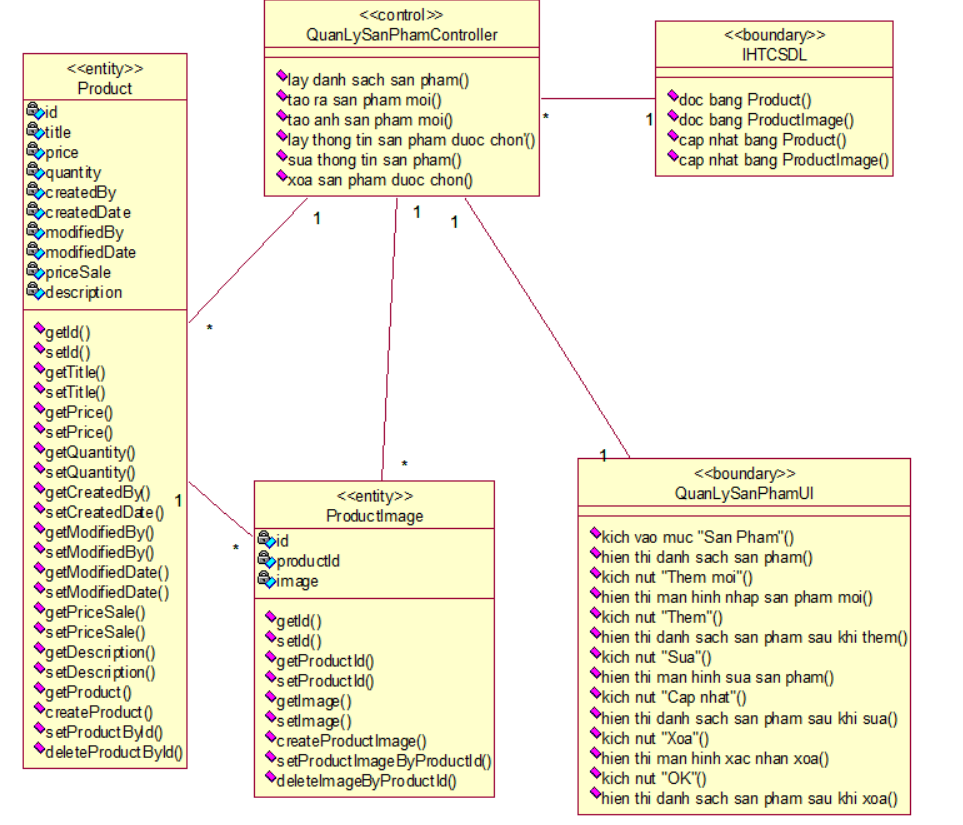 <<control>>
QuanLySanPhamController
lay danh sach san pham()
tao ra san pham moi()
tao anh san pham moi()
lay thong tin san pham duoc chon'()
sua thong tin san pham()
xoa san pham duoc chon()
<<boundary>>
IHTCSDL
doc bang Product()
doc bang ProductImage()
cap nhat bang Product()
cap nhat bang ProductImage()
*
1
<<entity>>
Product
id
title
price
quantity
createdBy
createdDate
modifiedBy
modifiedDate
priceSale
description
getId()
setId()
getTitle()
setTitle()
getPrice()
setPrice()
getQuantity()
setQuantity()
getCreatedBy()
setCreatedDate()
getModifiedBy()
setModifiedBy()
getModifiedDate()
setModifiedDate()
getPriceSale()
setPriceSale()
getDescription()
setDescription()
getProduct()
createProduct()
setProductById()
deleteProductById()
1
1
1
*
*
1
1
*
<<entity>>
ProductImage
id
productId
image
getId()
setId()
getProductId()
setProductId()
getImage()
setImage()
createProductImage()
setProductImageByProductId()
deleteImageByProductId()
<<boundary>>
QuanLySanPhamUI
kich vao muc "San Pham"()
hien thi danh sach san pham()
kich nut "Them moi"()
hien thi man hinh nhap san pham moi()
kich nut "Them"()
hien thi danh sach san pham sau khi them()
kich nut "Sua"()
hien thi man hinh sua san pham()
kich nut "Cap nhat"()
hien thi danh sach san pham sau khi sua()
kich nut "Xoa"()
hien thi man hinh xac nhan xoa()
kich nut "OK"()
hien thi danh sach san pham sau khi xoa()